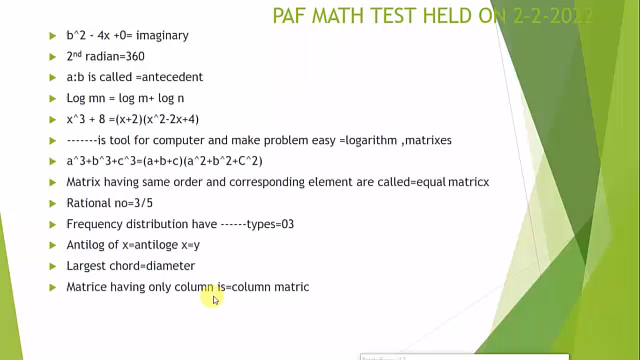 PAF MATH TEST HELD ON 2-2-2022
b^2 - 4x +0= imaginary
2nd radian=360
a:b is called =antecedent
Log mn = log m+ log n
x^3 + 8 =(x+2)(x^2-2x+4)
-------is tool for computer and make problem easy =logarithm ,matrixes
a^3+b^3+c^3=(a+b+c)(a^2+b^2+C^2)
Matrix having same order and corresponding element are called=equal matricx
Rational no=3/5
Frequency distribution have ------types=03
Antilog of x=antiloge x=y
Largest chord=diameter
Matrice having only column is=column matric